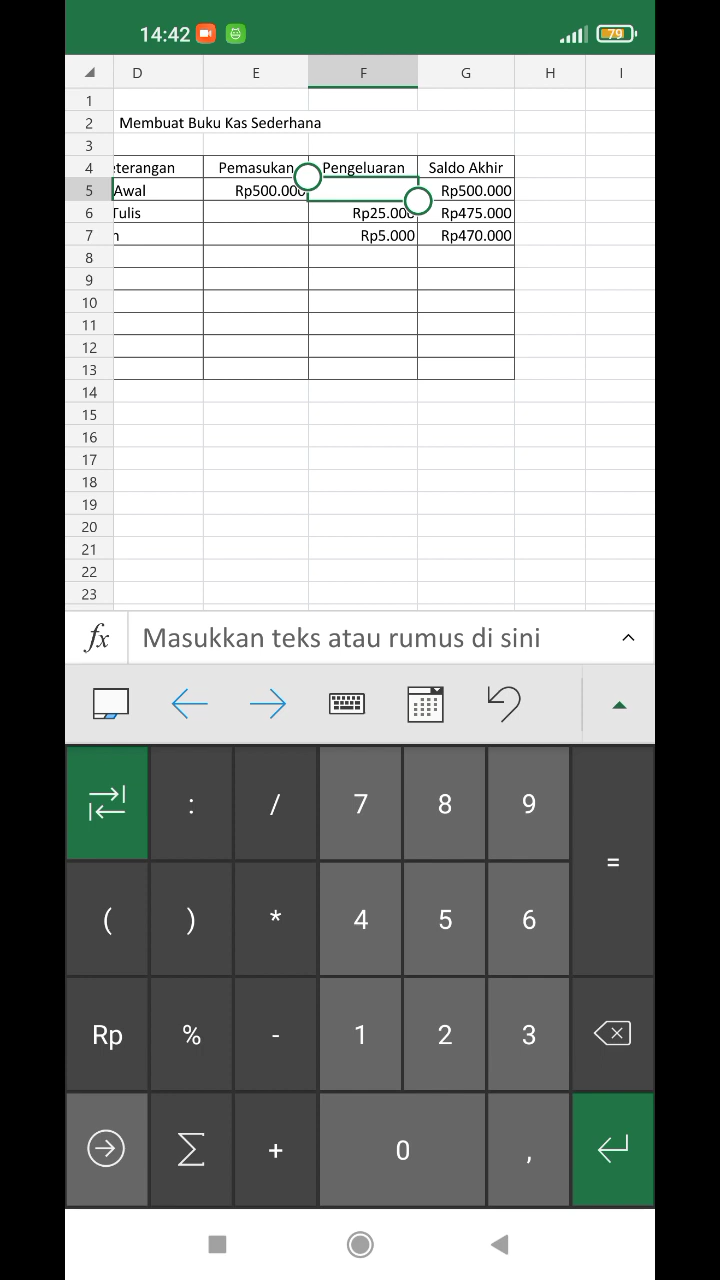 14:42 79
D E F G H I
1
2 Membuat Buku Kas Sederhana
3
4 eterangan Pemasukan Pengeluaran Saldo Akhir
5 Awal Rp500.000 Rp500.000
6 Tulis Rp25.000 Rp475.000
7 n Rp5.000 Rp470.000
8
9
10
11
12
13
14
15
16
17
18
19
20
21
22
23
fx Masukkan teks atau rumus di sini
: / 7 8 9
=
( ) * 4 5 6
Rp % - 1 2 3
∑ + 0 ,